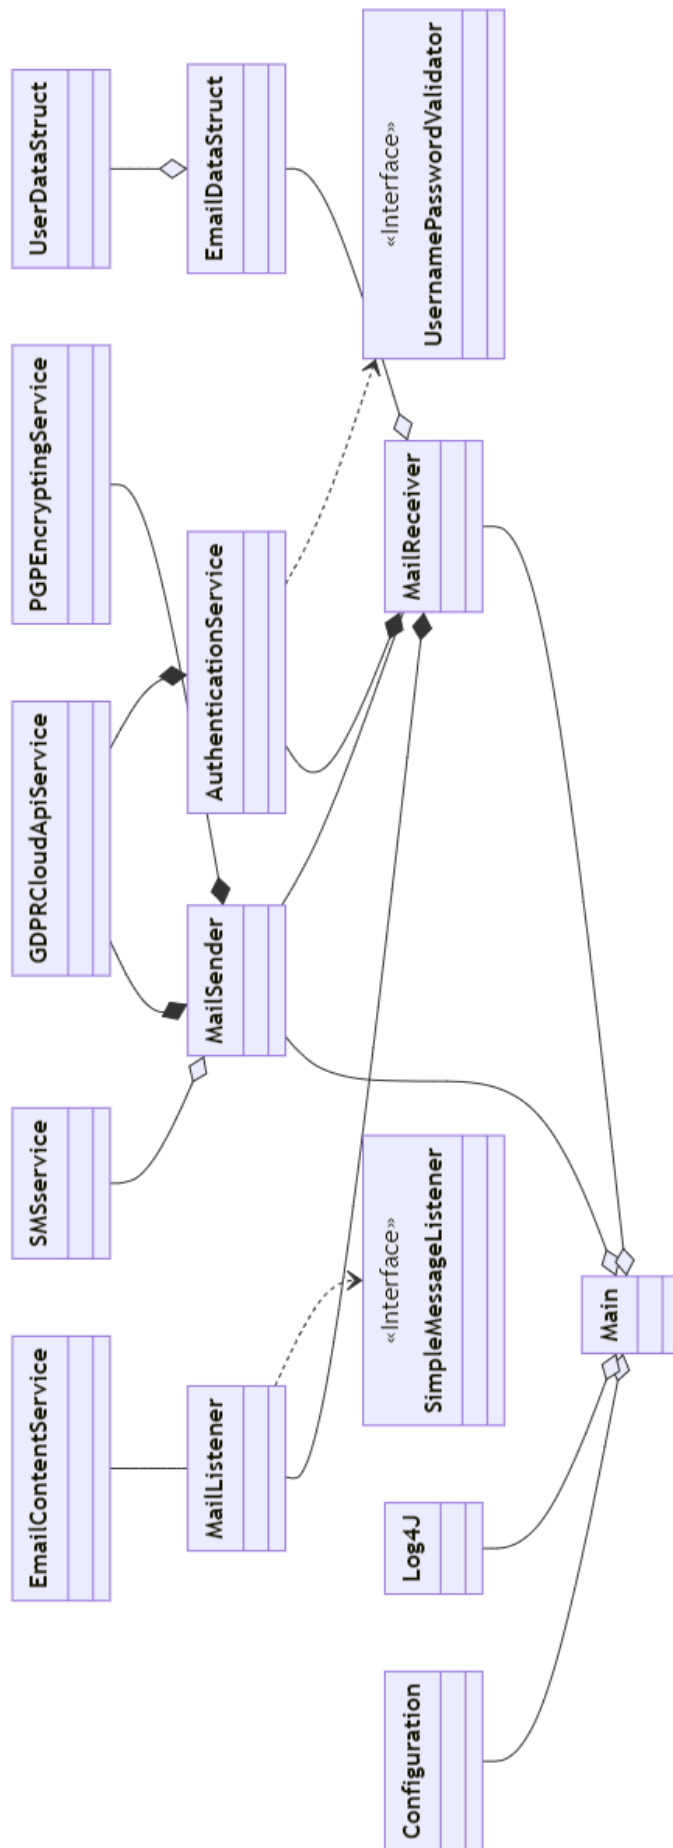 UserDataStruct
EmailDataStruct
«Interface»
UsernamePasswordValidator
PGPEncryptingService
AuthenticationService
MailReceiver
GDPRCloudApiService
MailSender
SMSservice
«Interface»
SimpleMessageListener
Main
EmailContentService
MailListener
Log4J
Configuration